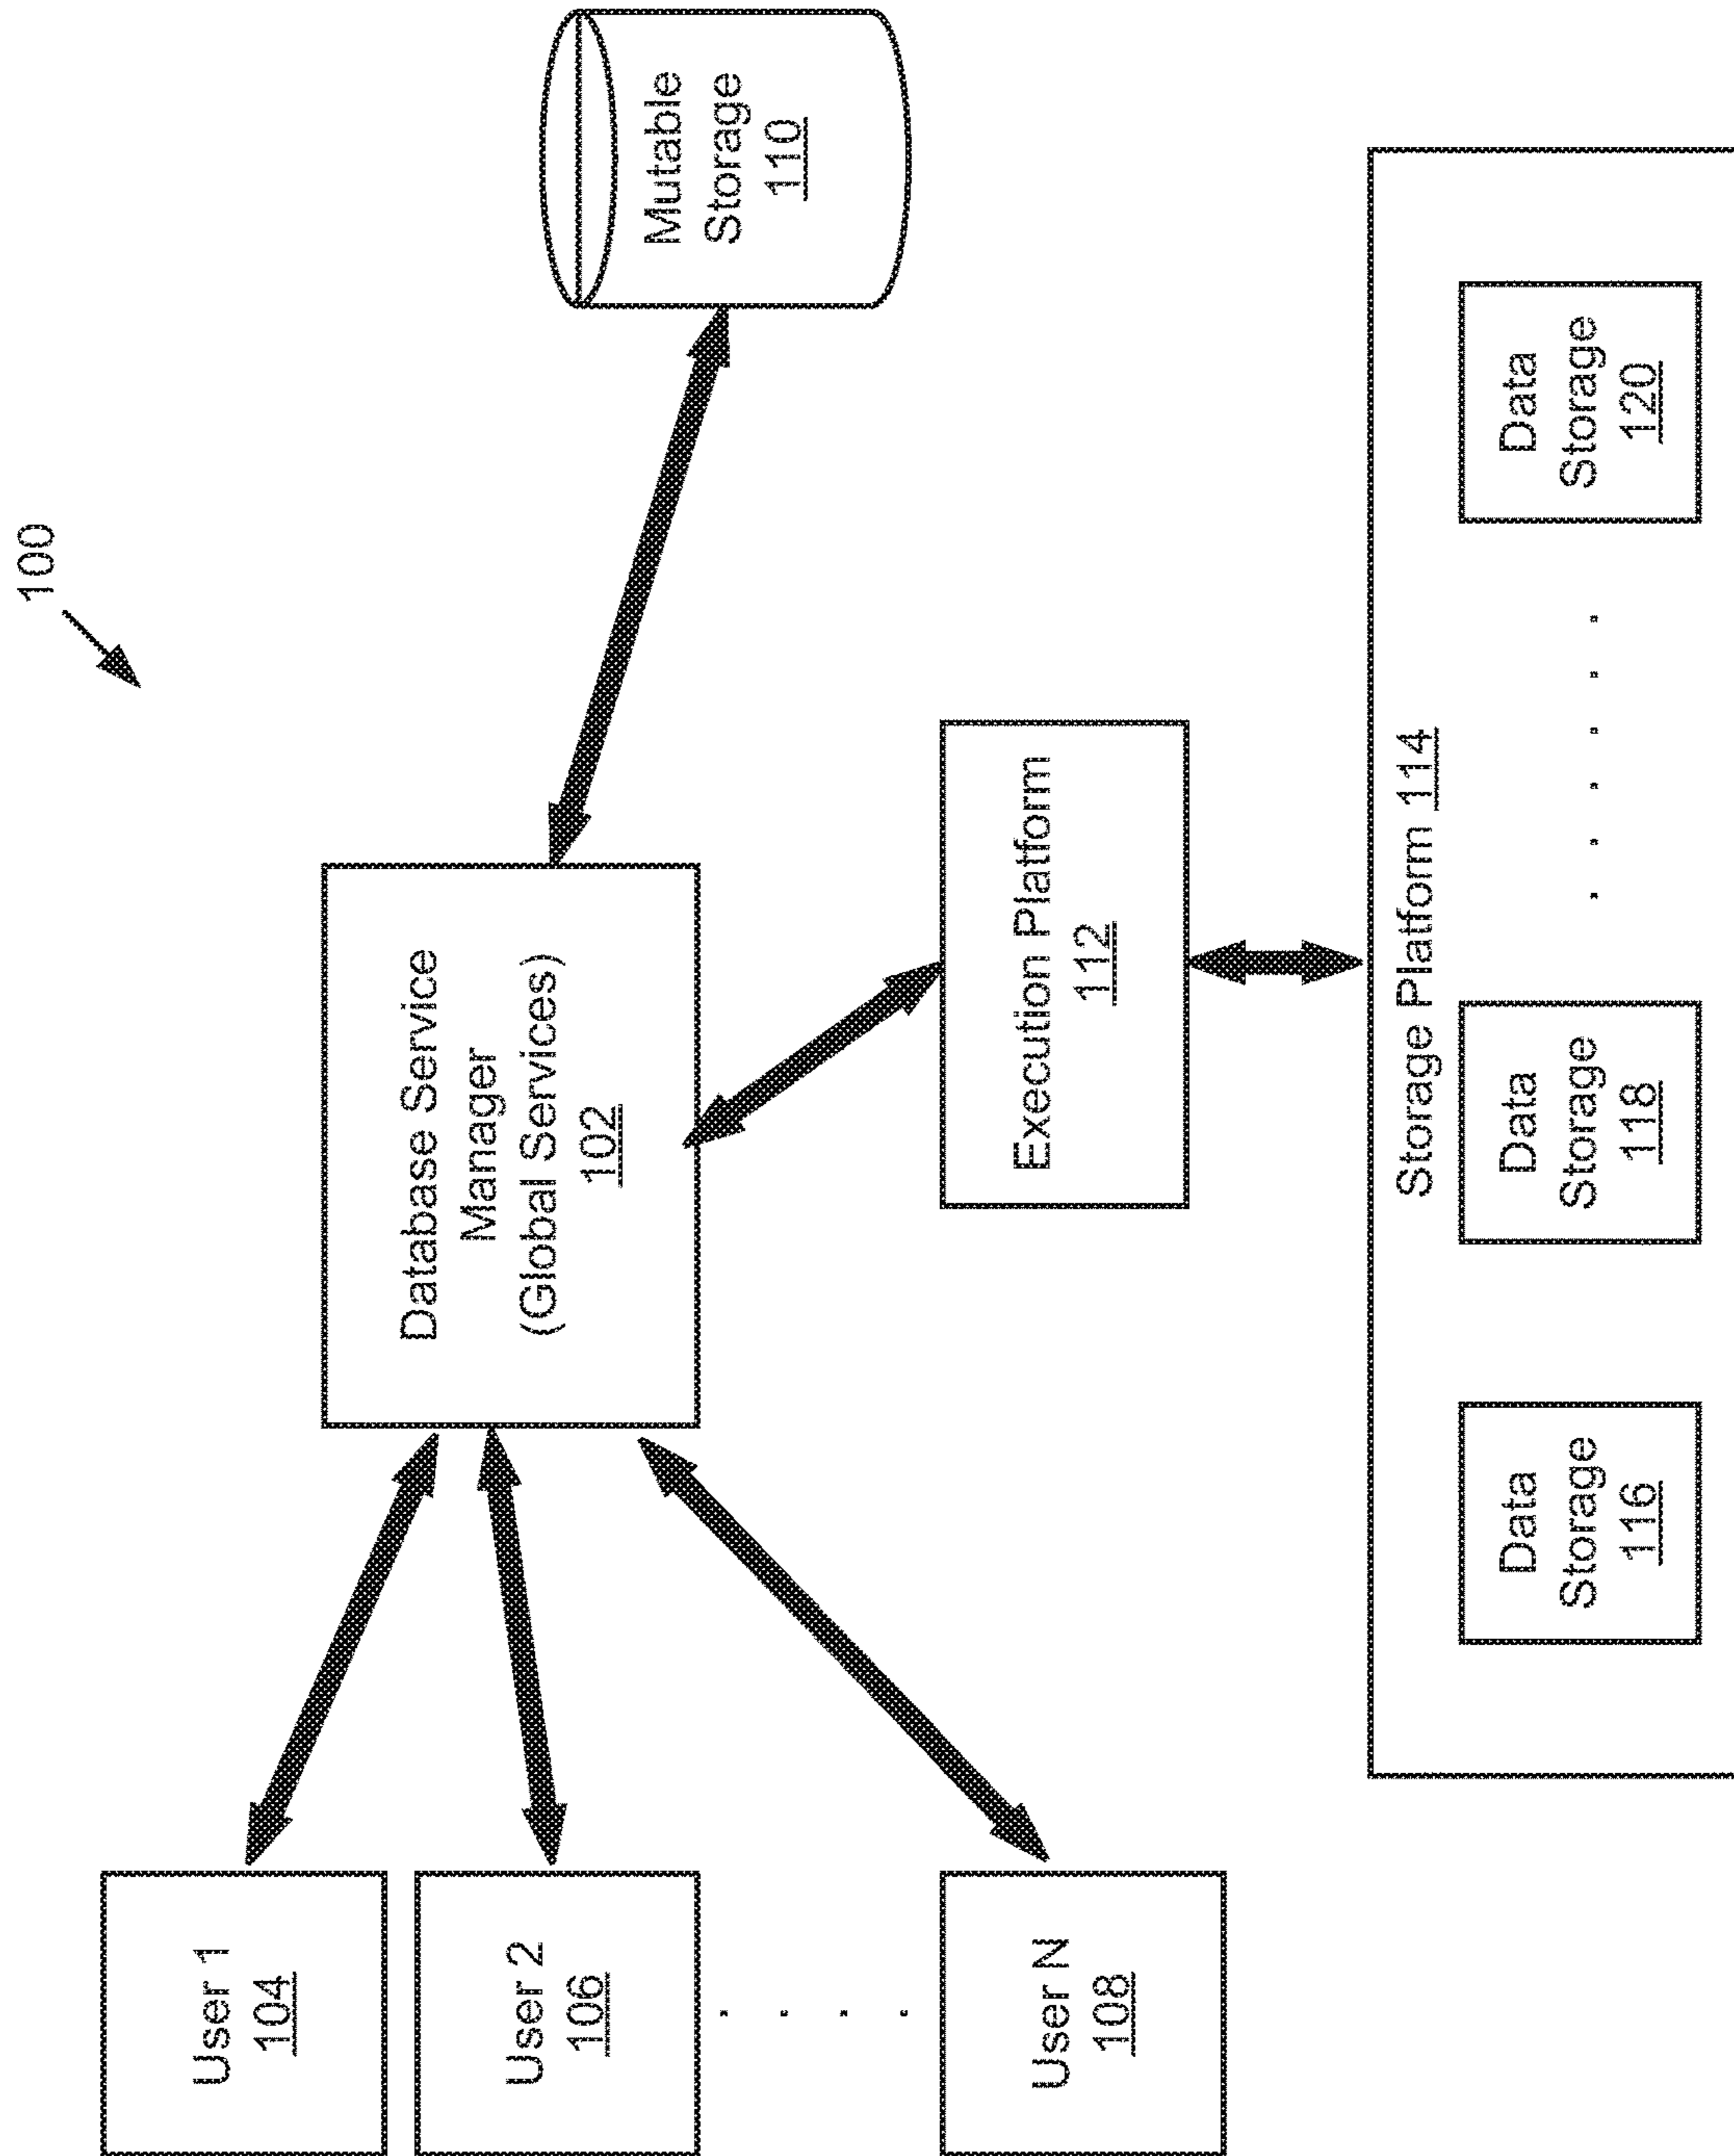 100
User 1
104
User 2
106
User N
108
Database Service
Manager
(Global Services)
102
Mutable
Storage
110
Execution Platform
112
Storage Platform 114
Data
Storage
116
Data
Storage
118
Data
Storage
120